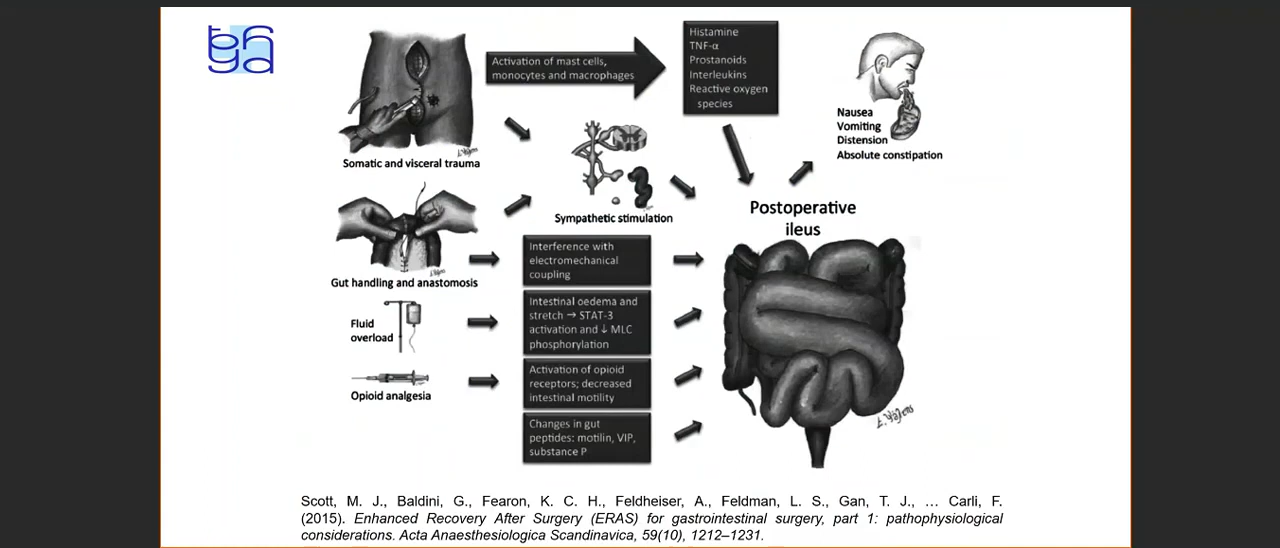 Activation of mast cells,
monocytes and macrophages
Histamine
TNF-α
Prostanoids
Interleukins
Reactive oxygen
species
Nausea
Vomiting
Distension
Absolute constipation
Somatic and visceral trauma
Sympathetic stimulation
Postoperative
ileus
Gut handling and anastomosis
Interference with
electromechanical
coupling
Fluid
overload
Intestinal oedema and
stretch → STAT-3
activation and ↓ MLC
phosphorylation
Opioid analgesia
Activation of opioid
receptors; decreased
intestinal motility
Changes in gut
peptides: motilin, VIP,
substance P
Scott, M. J., Baldini, G., Fearon, K. C. H., Feldheiser, A., Feldman, L. S., Gan, T. J., … Carli, F.
(2015). Enhanced Recovery After Surgery (ERAS) for gastrointestinal surgery, part 1: pathophysiological
considerations. Acta Anaesthesiologica Scandinavica, 59(10), 1212–1231.